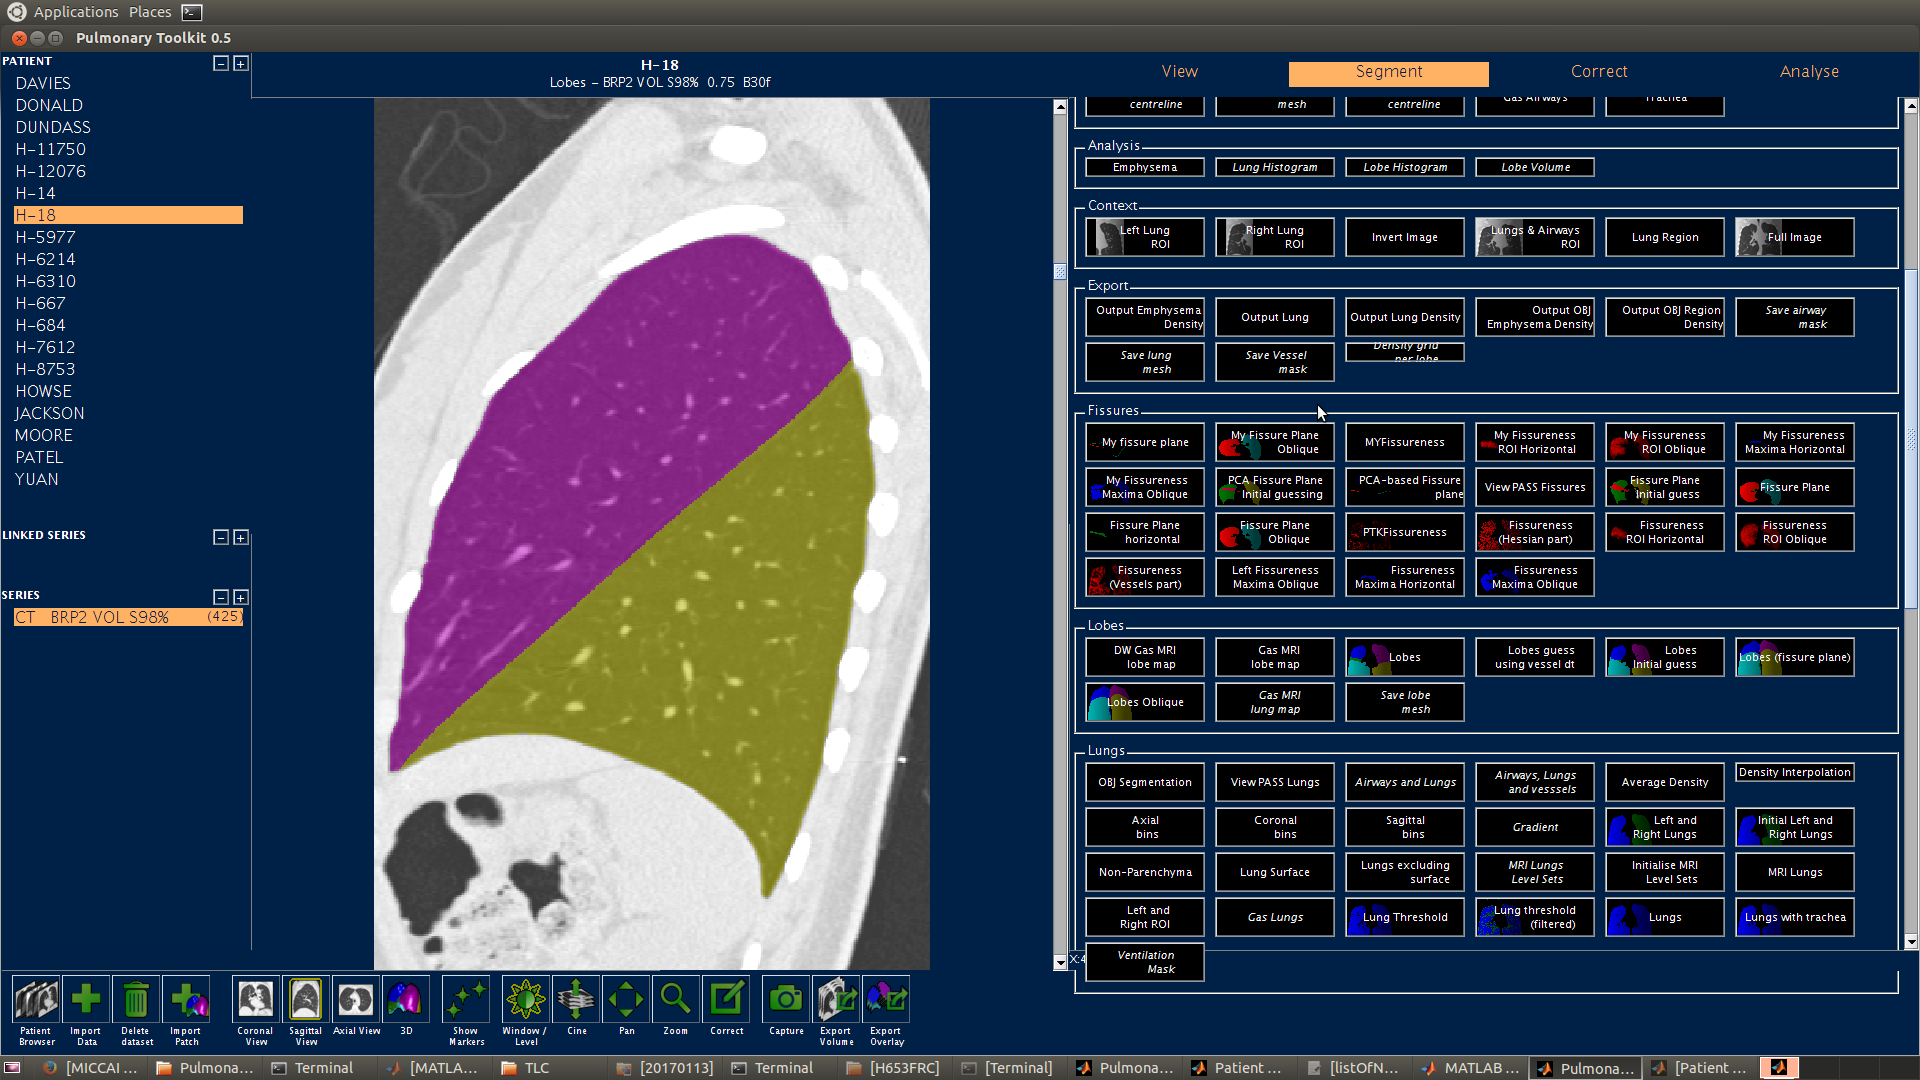 Applications Places
Pulmonary Toolkit 0.5
PATIENT
DAVIES
DONALD
DUNDASS
H-11750
H-12076
H-14
H-18
H-5977
H-6214
H-6310
H-667
H-684
H-7612
H-8753
HOWSE
JACKSON
MOORE
PATEL
YUAN
LINKED SERIES
SERIES
CT BRP2 VOL S98% (425)
H-18
Lobes - BRP2 VOL S98% 0.75 B30f
View Segment Correct Analyse
centreline mesh centreline Gas Airways Trachea
Analysis
Emphysema Lung Histogram Lobe Histogram Lobe Volume
Context
Left Lung ROI
Right Lung ROI
Invert Image
Lungs & Airways ROI
Lung Region
Full Image
Export
Output Emphysema Density
Output Lung
Output Lung Density
Output OBJ Emphysema Density
Output OBJ Region Density
Save airway mask
Save lung mesh
Save Vessel mask
Density grid per lobe
Fissures
My fissure plane
My Fissure Plane Oblique
MYFissureness
My Fissureness ROI Horizontal
My Fissureness ROI Oblique
My Fissureness Maxima Horizontal
My Fissureness Maxima Oblique
PCA Fissure Plane Initial guessing
PCA-based Fissure plane
View PASS Fissures
Fissure Plane Initial guess
Fissure Plane
Fissure Plane horizontal
Fissure Plane Oblique
PTKFissureness
Fissureness (Hessian part)
Fissureness ROI Horizontal
Fissureness ROI Oblique
Fissureness (Vessels part)
Left Fissureness Maxima Oblique
Fissureness Maxima Horizontal
Fissureness Maxima Oblique
Lobes
DW Gas MRI lobe map
Gas MRI lobe map
Lobes
Lobes guess using vessel dt
Lobes Initial guess
Lobes (fissure plane)
Lobes Oblique
Gas MRI lung map
Save lobe mesh
Lungs
OBJ Segmentation
View PASS Lungs
Airways and Lungs
Airways, Lungs and vesssels
Average Density
Density Interpolation
Axial bins
Coronal bins
Sagittal bins
Gradient
Left and Right Lungs
Initial Left and Right Lungs
Non-Parenchyma
Lung Surface
Lungs excluding surface
MRI Lungs Level Sets
Initialise MRI Level Sets
MRI Lungs
Left and Right ROI
Gas Lungs
Lung Threshold
Lung threshold (filtered)
Lungs
Lungs with trachea
X:4
Ventilation Mask
Patient Browser
Import Data
Delete dataset
Import Patch
Coronal View
Sagittal View
Axial View
3D
Show Markers
Window / Level
Cine
Pan
Zoom
Correct
Capture
Export Volume
Export Overlay
[MICCAI ... Pulmona... Terminal [MATLA... TLC [20170113] Terminal [H653FRC] [Terminal] Pulmona... Patient ... [listOfN... MATLAB ... Pulmona... [Patient ...